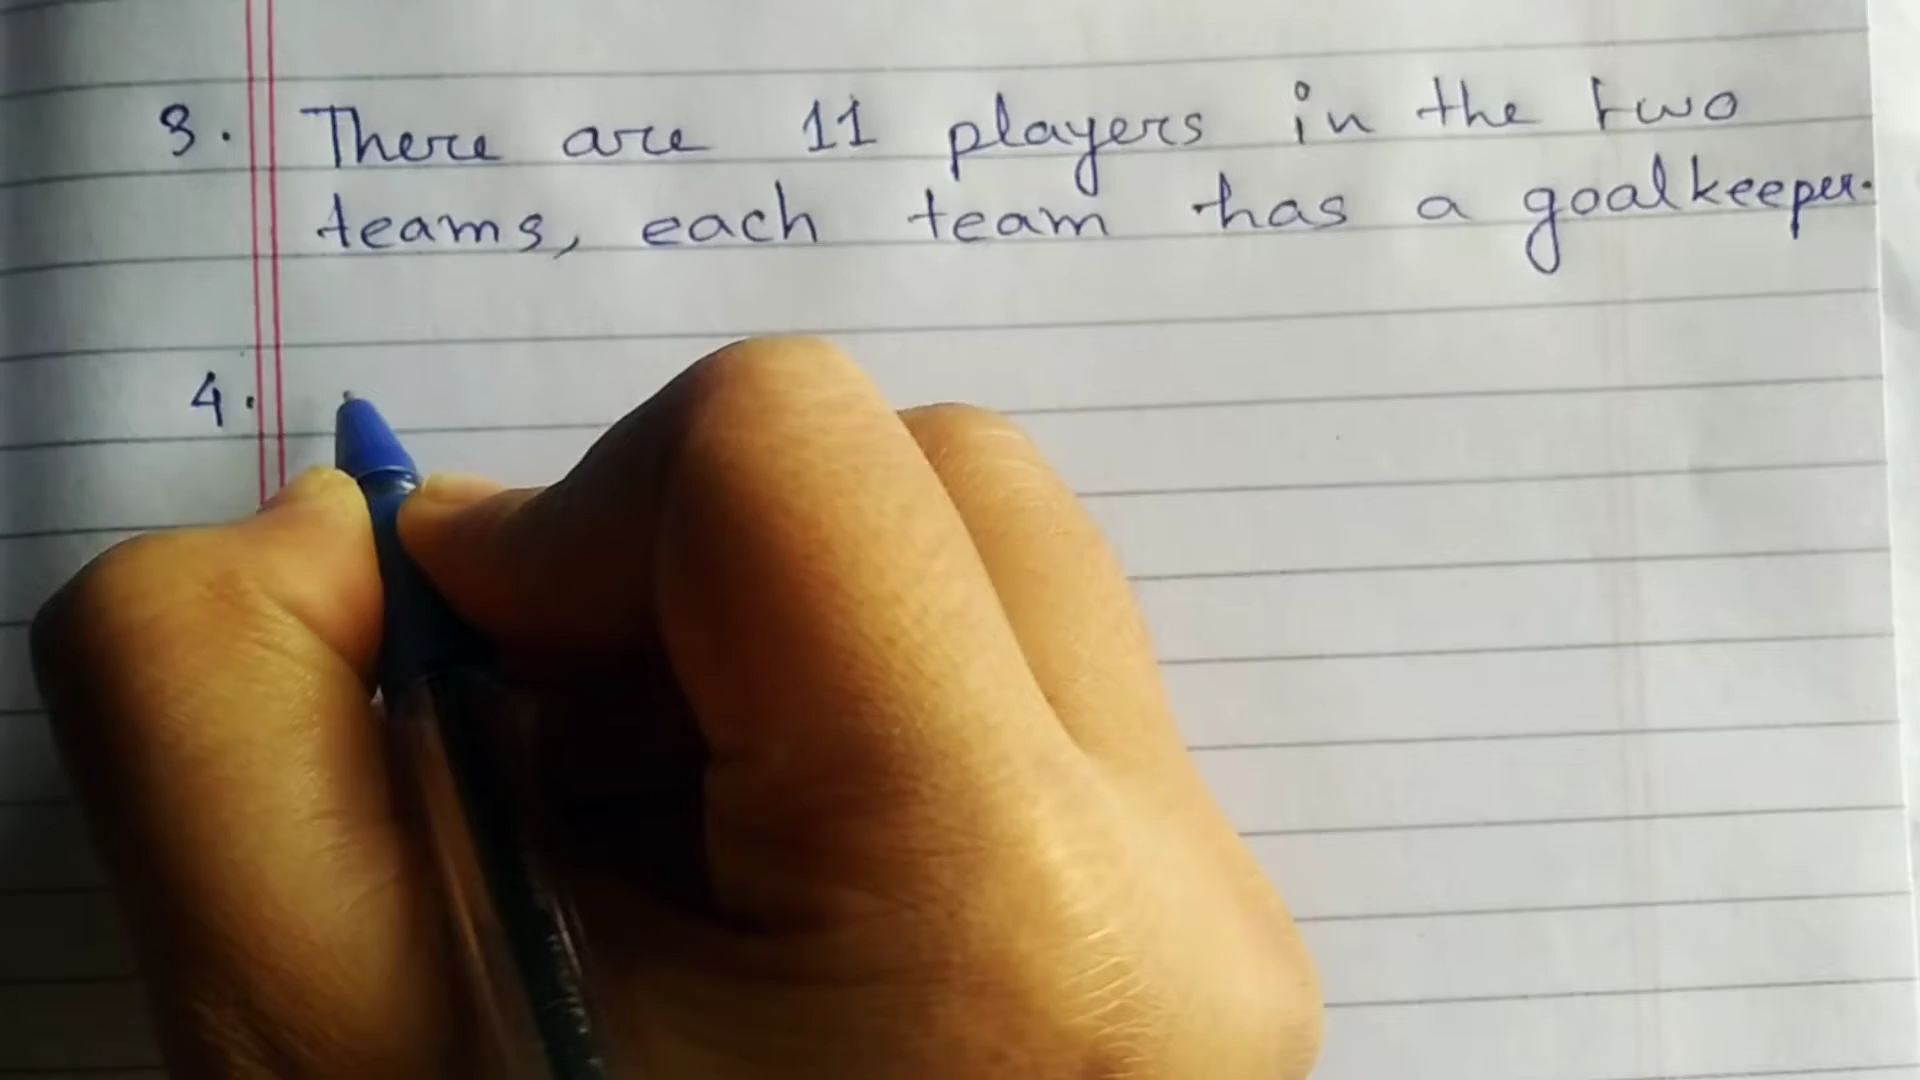 3. There are 11 players in the two
teams, each team has a goalkeeper.
4.